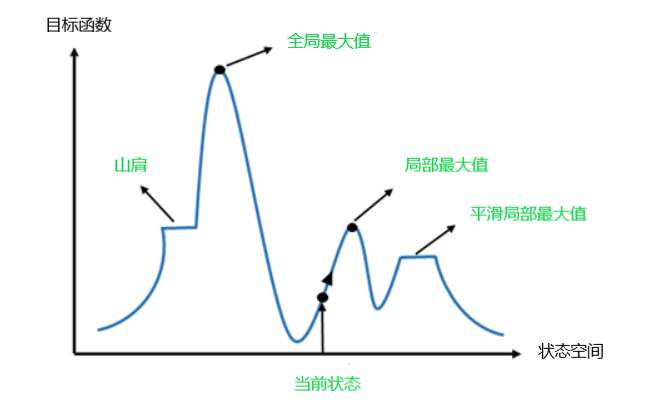 目标函数
全局最大值
山肩
局部最大值
平滑局部最大值
状态空间
当前状态